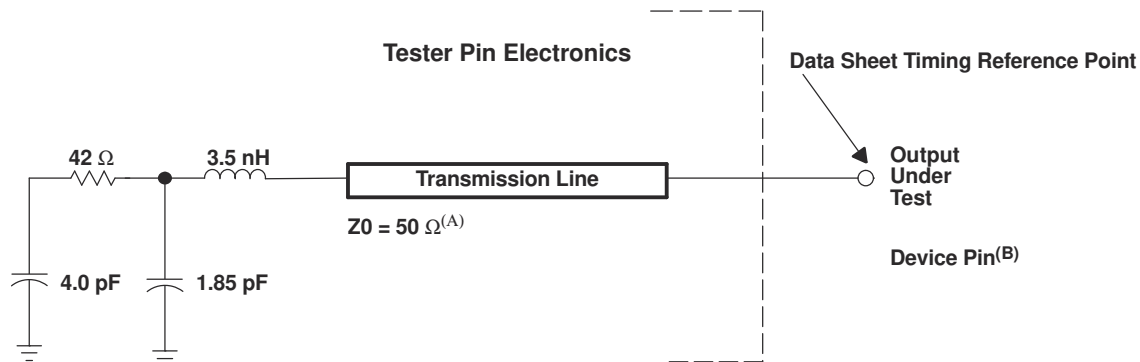 Tester Pin Electronics
Data Sheet Timing Reference Point
42 Ω
3.5 nH
Transmission Line
Output
Under
Test
Z0 = 50 Ω(A)
Device Pin(B)
4.0 pF
1.85 pF